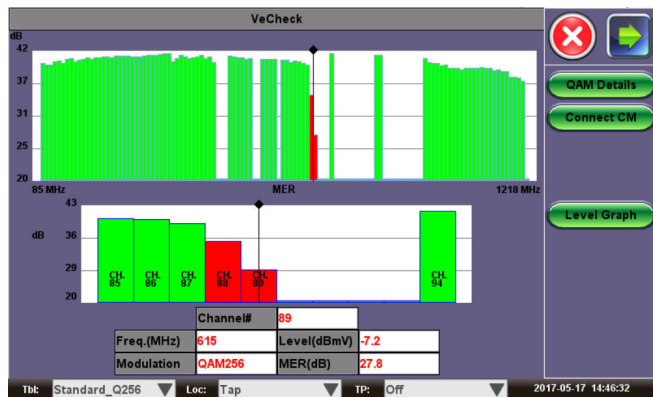 VeCheck
dB
42
37
31
25
20
85 MHz MER 1218 MHz
QAM Details
Connect CM
Level Graph
43
dB 36
29
20
CH. 85 CH. 86 CH. 87 CH. 88 CH. 89 CH. 94
Channel# 89
Freq.(MHz) 615 Level(dBmV) -7.2
Modulation QAM256 MER(dB) 27.8
Tbl: Standard_Q256 Loc: Tap TP: Off 2017-05-17 14:46:32